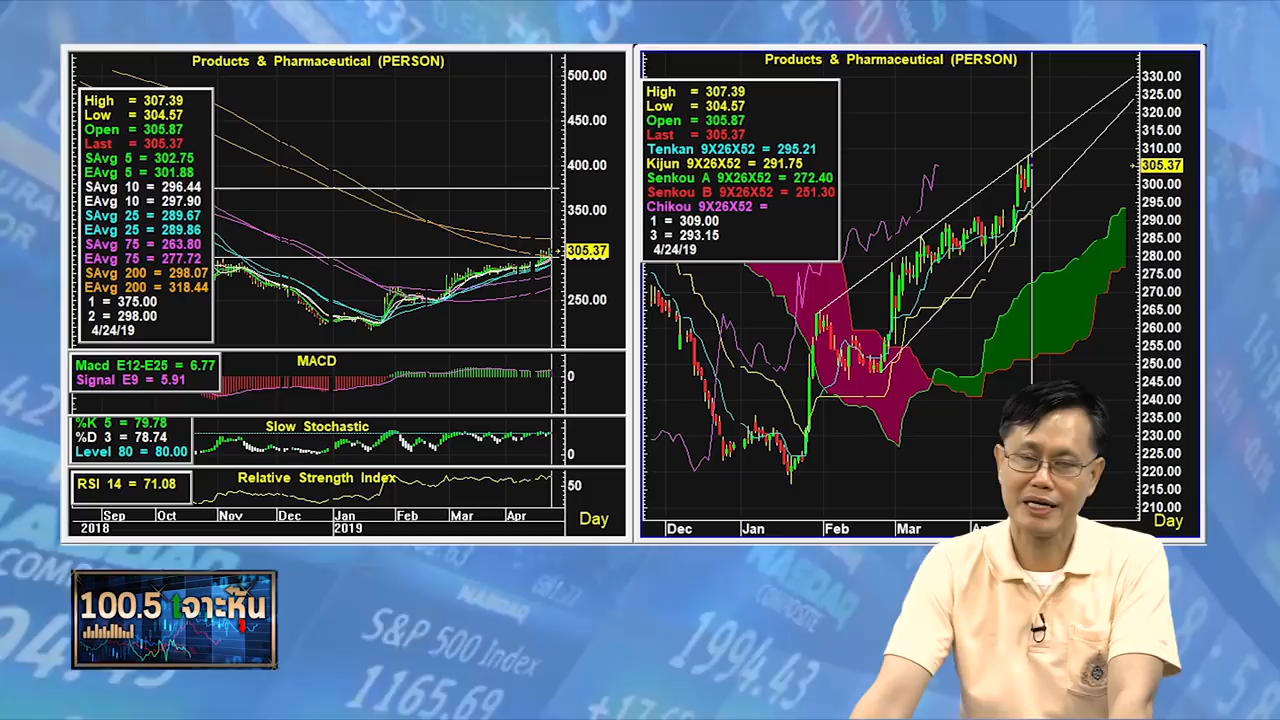 Products & Pharmaceutical (PERSON)
High = 307.39
Low = 304.57
Open = 305.87
Last = 305.37
SAvg 5 = 302.75
EAvg 5 = 301.88
SAvg 10 = 296.44
EAvg 10 = 297.90
SAvg 25 = 289.67
EAvg 25 = 289.86
SAvg 75 = 263.80
EAvg 75 = 277.72
SAvg 200 = 298.07
EAvg 200 = 318.44
1 = 375.00
2 = 298.00
4/24/19
500.00
450.00
400.00
350.00
305.37
250.00
MACD
Macd E12-E25 = 6.77
Signal E9 = 5.91
0
Slow Stochastic
%K 5 = 79.78
%D 3 = 78.74
Level 80 = 80.00
0
Relative Strength Index
RSI 14 = 71.08
50
Sep Oct Nov Dec Jan Feb Mar Apr
2018 2019
Day
Products & Pharmaceutical (PERSON)
High = 307.39
Low = 304.57
Open = 305.87
Last = 305.37
Tenkan 9X26X52 = 295.21
Kijun 9X26X52 = 291.75
Senkou A 9X26X52 = 272.40
Senkou B 9X26X52 = 251.30
Chikou 9X26X52 =
1 = 309.00
3 = 293.15
4/24/19
330.00
325.00
320.00
315.00
310.00
305.37
300.00
295.00
290.00
285.00
280.00
275.00
270.00
265.00
260.00
255.00
250.00
245.00
240.00
235.00
230.00
225.00
220.00
215.00
210.00
Dec Jan Feb Mar
Day
100.5 เจาะหุ้น
S&P 500 Index
1165.69
NASDAQ
COMPOSITE
1994.43